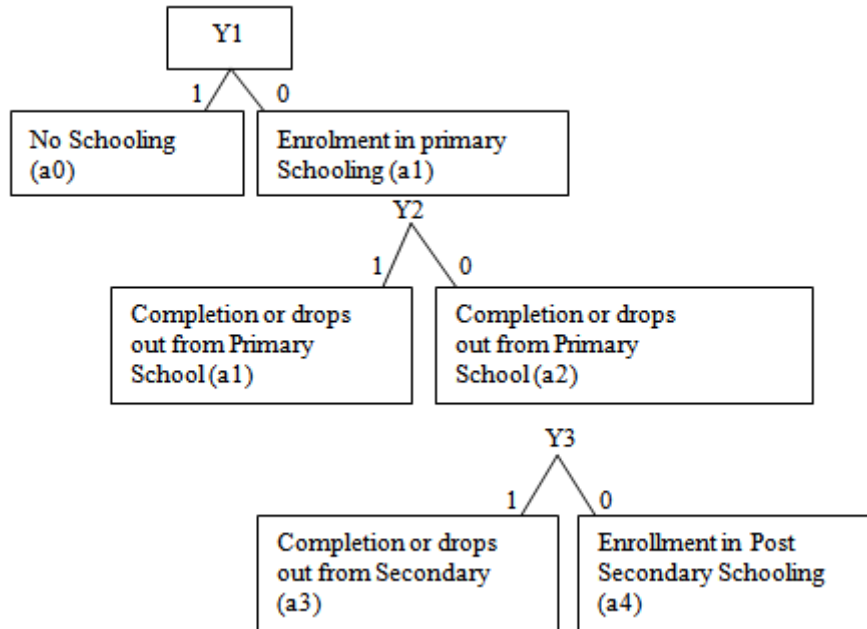 Y1
1
0
No Schooling
(a0)
Enrolment in primary
Schooling (a1)
Y2
1
0
Completion or drops
out from Primary
School (a1)
Completion or drops
out from Primary
School (a2)
Y3
1
0
Completion or drops
out from Secondary
(a3)
Enrollment in Post
Secondary Schooling
(a4)